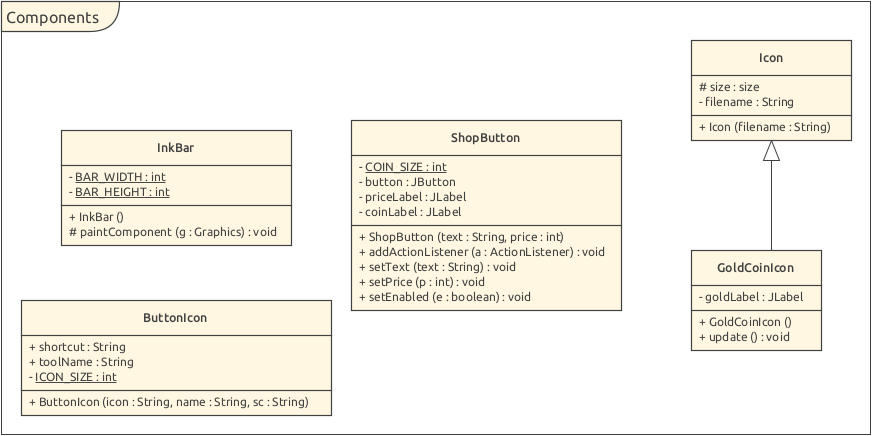 Components
Icon
# size : size
- filename : String
+ Icon (filename : String)
InkBar
- BAR_WIDTH : int
- BAR_HEIGHT : int
+ InkBar ()
# paintComponent (g : Graphics) : void
ShopButton
- COIN_SIZE : int
- button : JButton
- priceLabel : JLabel
- coinLabel : JLabel
+ ShopButton (text : String, price : int)
+ addActionListener (a : ActionListener) : void
+ setText (text : String) : void
+ setPrice (p : int) : void
+ setEnabled (e : boolean) : void
GoldCoinIcon
- goldLabel : JLabel
+ GoldCoinIcon ()
+ update () : void
ButtonIcon
+ shortcut : String
+ toolName : String
- ICON_SIZE : int
+ ButtonIcon (icon : String, name : String, sc : String)